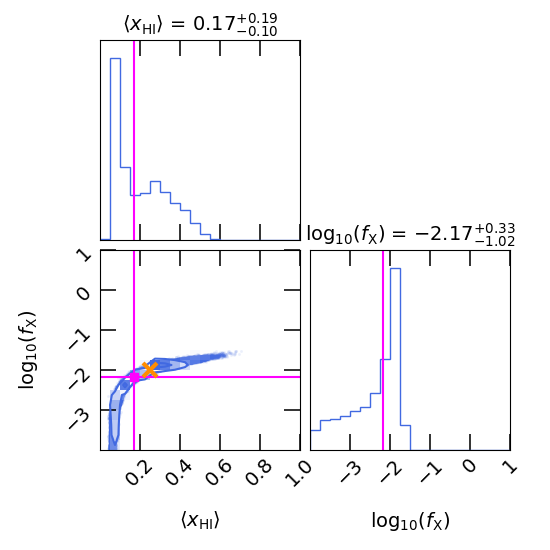 ⟨x_HI⟩ = 0.17^{+0.19}_{−0.10}
log₁₀(f_X) = −2.17^{+0.33}_{−1.02}
log₁₀(f_X)
1
0
−1
−2
−3
0.2 0.4 0.6 0.8 1.0
−3 −2 −1 0 1
⟨x_HI⟩
log₁₀(f_X)